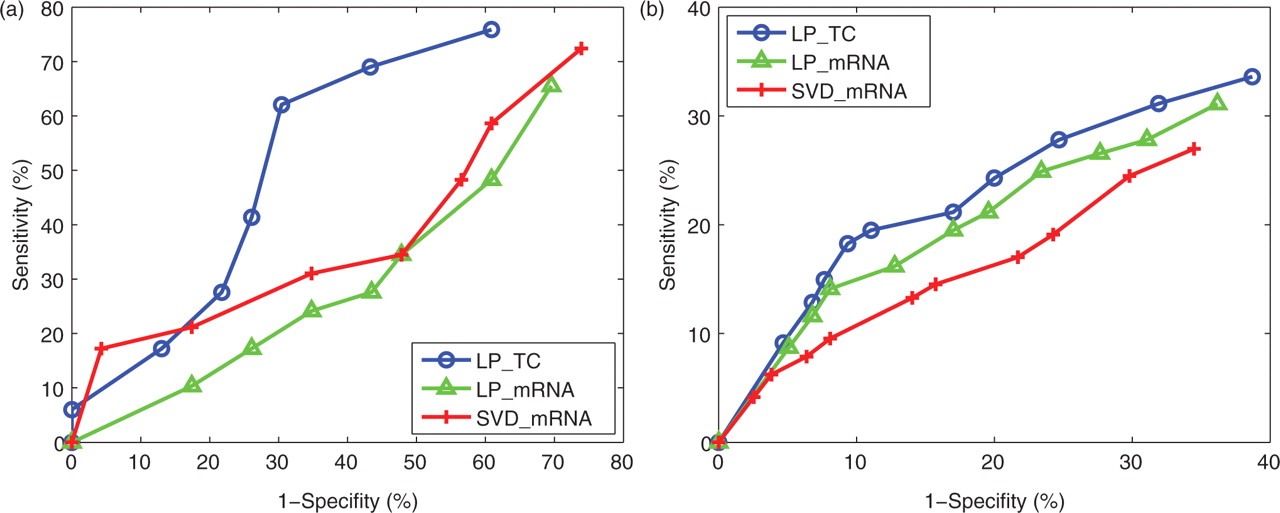 (a)
80
70
60
50
40
30
20
10
0
Sensitivity (%)
0 10 20 30 40 50 60 70 80
1–Specifity (%)
LP_TC
LP_mRNA
SVD_mRNA
(b)
40
30
20
10
0
Sensitivity (%)
0 10 20 30 40
1–Specifity (%)
LP_TC
LP_mRNA
SVD_mRNA